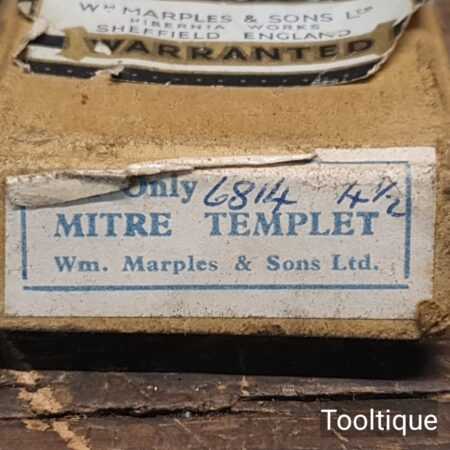 WM MARPLES & SONS LTD
HIBERNIA WORKS
SHEFFIELD ENGLAND
WARRANTED
Only 6814 4½
MITRE TEMPLET
Wm. Marples & Sons Ltd.
Tooltique